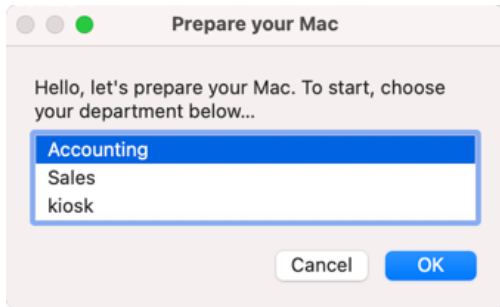 Prepare your Mac
Hello, let's prepare your Mac. To start, choose
your department below...
Accounting
Sales
kiosk
Cancel
OK